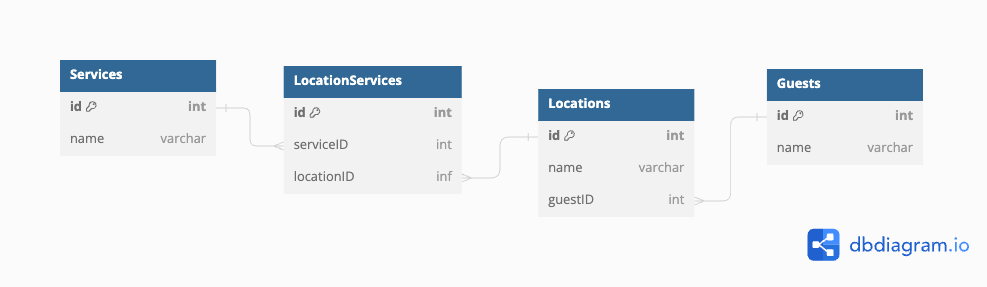 Services
id int
name varchar
LocationServices
id int
serviceID int
locationID inf
Locations
id int
name varchar
guestID int
Guests
id int
name varchar
dbdiagram.io